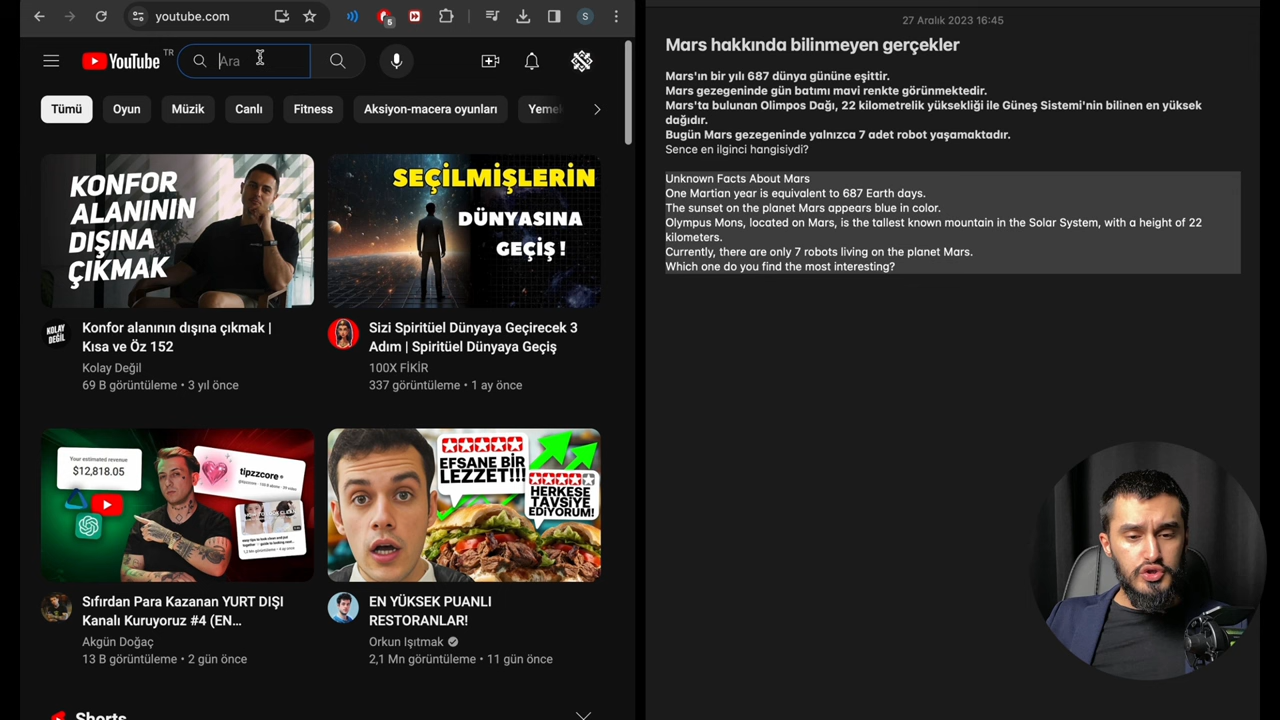 youtube.com
5
S
YouTube
TR
Ara
Tümü
Oyun
Müzik
Canlı
Fitness
Aksiyon-macera oyunları
Yemek
KONFOR
ALANININ
DIŞINA
ÇIKMAK
SEÇİLMİŞLERİN
DÜNYASINA
GEÇİŞ !
KOLAY
DEĞİL
Konfor alanının dışına çıkmak |
Kısa ve Öz 152
Kolay Değil
69 B görüntüleme • 3 yıl önce
Sizi Spiritüel Dünyaya Geçirecek 3
Adım | Spiritüel Dünyaya Geçiş
100X FİKİR
337 görüntüleme • 1 ay önce
Your estimated revenue
$12,818.05
tipzzcore
EFSANE BİR
LEZZET!!!
HERKESE
TAVSİYE
EDİYORUM!
Sıfırdan Para Kazanan YURT DIŞI
Kanalı Kuruyoruz #4 (EN...
Akgün Doğaç
13 B görüntüleme • 2 gün önce
EN YÜKSEK PUANLI
RESTORANLAR!
Orkun Işıtmak
2,1 Mn görüntüleme • 11 gün önce
Shorts
27 Aralık 2023 16:45
Mars hakkında bilinmeyen gerçekler
Mars'ın bir yılı 687 dünya gününe eşittir.
Mars gezegeninde gün batımı mavi renkte görünmektedir.
Mars'ta bulunan Olimpos Dağı, 22 kilometrelik yüksekliği ile Güneş Sistemi'nin bilinen en yüksek
dağıdır.
Bugün Mars gezegeninde yalnızca 7 adet robot yaşamaktadır.
Sence en ilginci hangisiydi?
Unknown Facts About Mars
One Martian year is equivalent to 687 Earth days.
The sunset on the planet Mars appears blue in color.
Olympus Mons, located on Mars, is the tallest known mountain in the Solar System, with a height of 22
kilometers.
Currently, there are only 7 robots living on the planet Mars.
Which one do you find the most interesting?